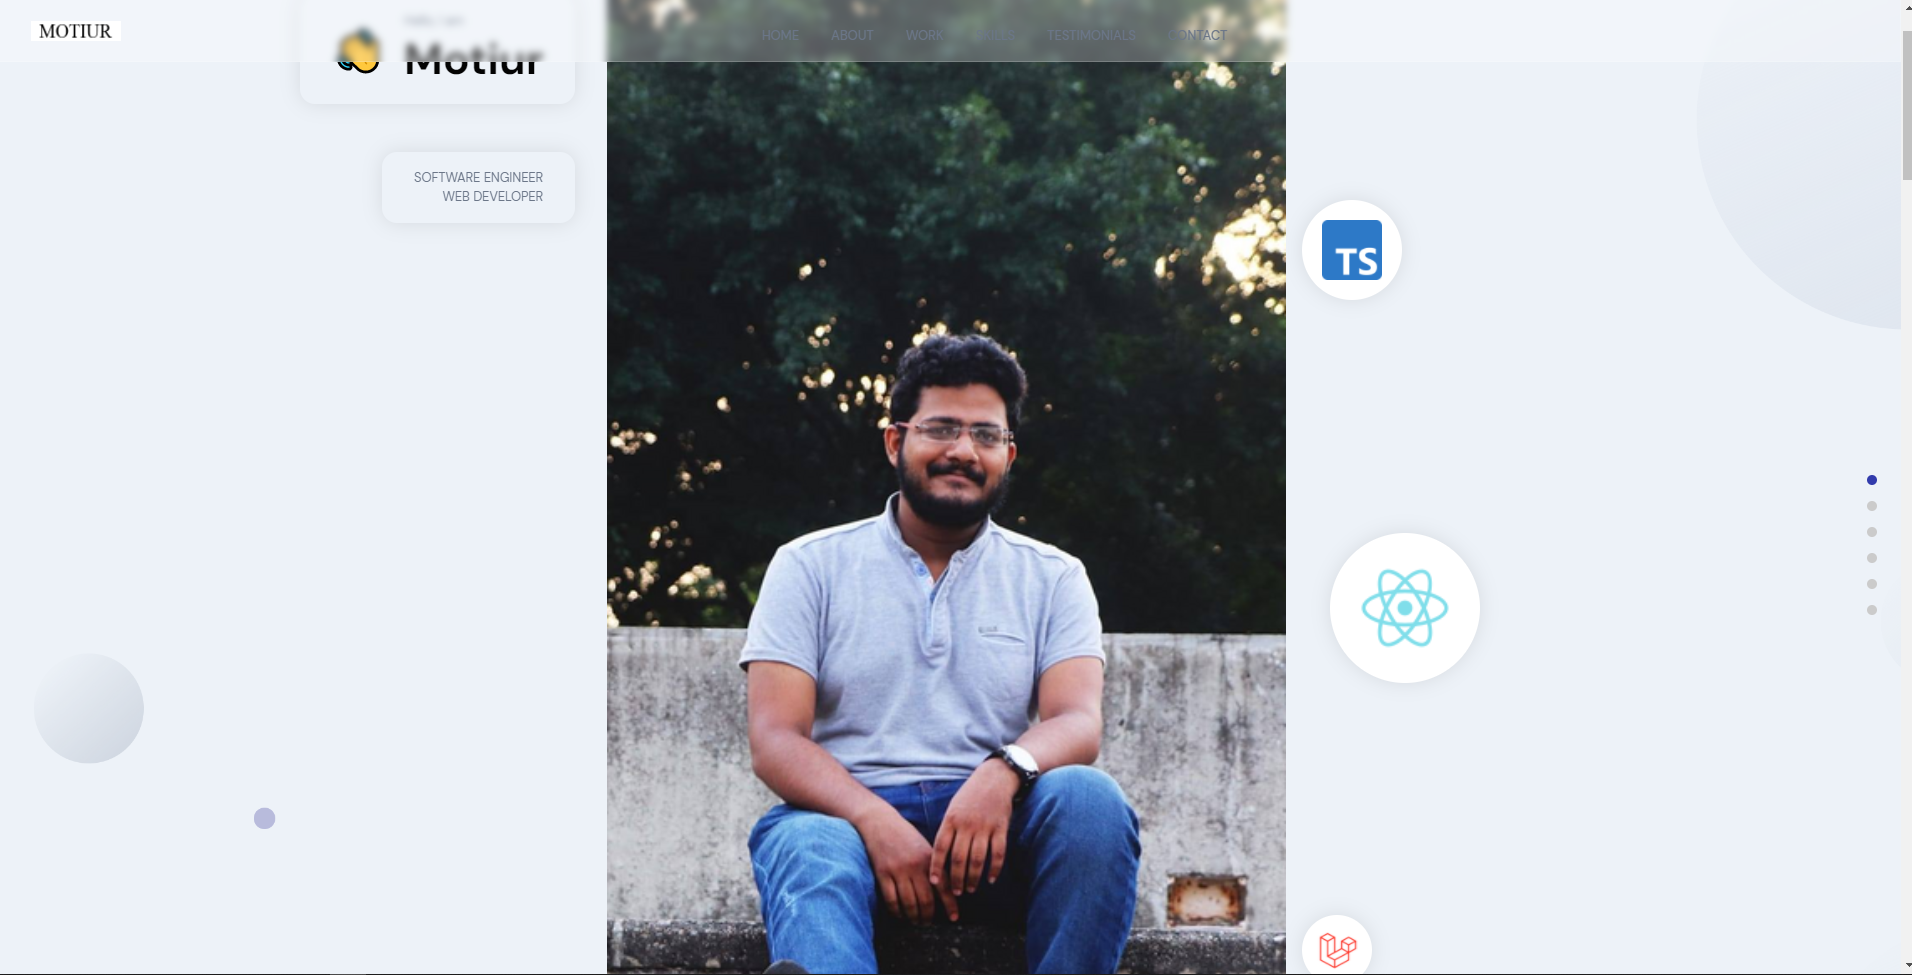 MOTIUR
HOME
ABOUT
WORK
SKILLS
TESTIMONIALS
CONTACT
Hello, I am
Motiur
SOFTWARE ENGINEER
WEB DEVELOPER
TS